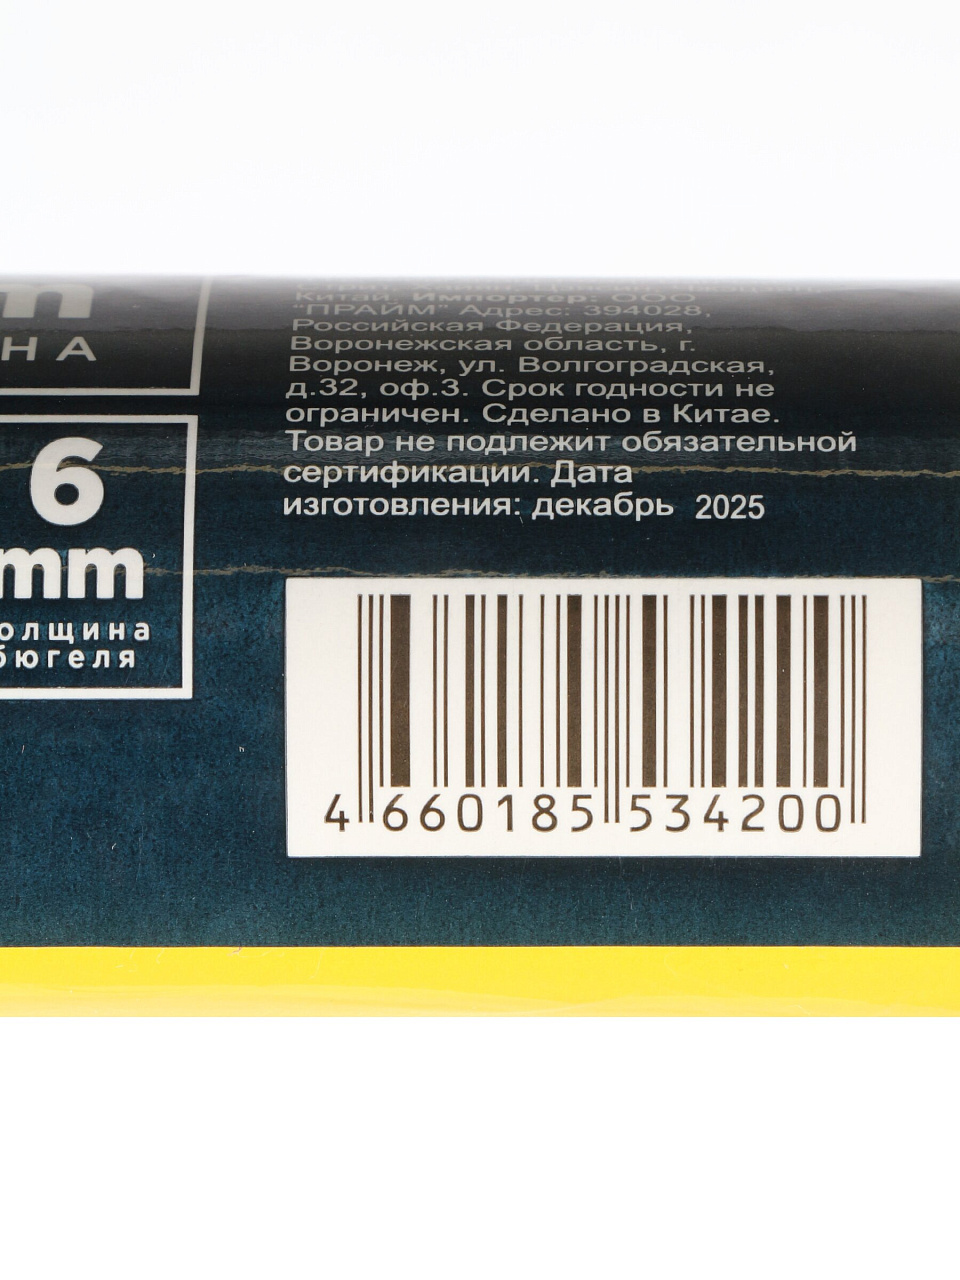 m
НА
6
mm
олщина
бюгеля
Китай. Импортер: ООО
"ПРАЙМ" Адрес: 394028,
Российская Федерация,
Воронежская область, г.
Воронеж, ул. Волгоградская,
д.32, оф.3. Срок годности не
ограничен. Сделано в Китае.
Товар не подлежит обязательной
сертификации. Дата
изготовления: декабрь 2025
4 660185 534200